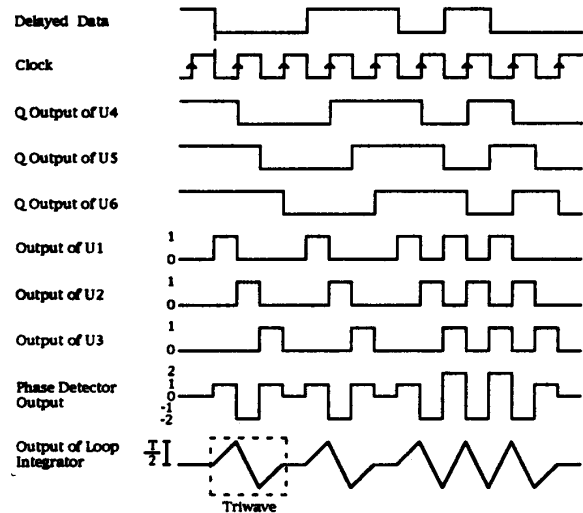 Delayed Data
Clock
Q Output of U4
Q Output of U5
Q Output of U6
Output of U1
1
0
Output of U2
1
0
Output of U3
1
0
Phase Detector
Output
2
1
0
-1
-2
Output of Loop
Integrator
T
2
Triwave